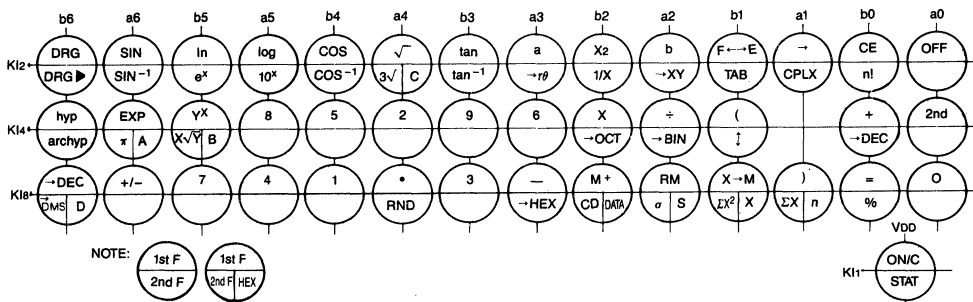 b6 a6 b5 a5 b4 a4 b3 a3 b2 a2 b1 a1 b0 a0
DRG SIN ln log COS √ tan a X2 b F←→E → CE OFF
KI2
DRG▶ SIN⁻¹ eˣ 10ˣ COS⁻¹ 3√ C tan⁻¹ →rθ 1/X →XY TAB CPLX n!
hyp EXP Yˣ 8 5 2 9 6 X ÷ ( + 2nd
KI4
archyp π A X√Y B →OCT →BIN ↕ →DEC
→DEC +/− 7 4 1 • 3 — M+ RM X→M ) = O
KI8
→DMS D RND →HEX CD DATA σ S ΣX² X ΣX n %
NOTE: 1st F 1st F VDD
2nd F 2nd F HEX KI1 ON/C
STAT